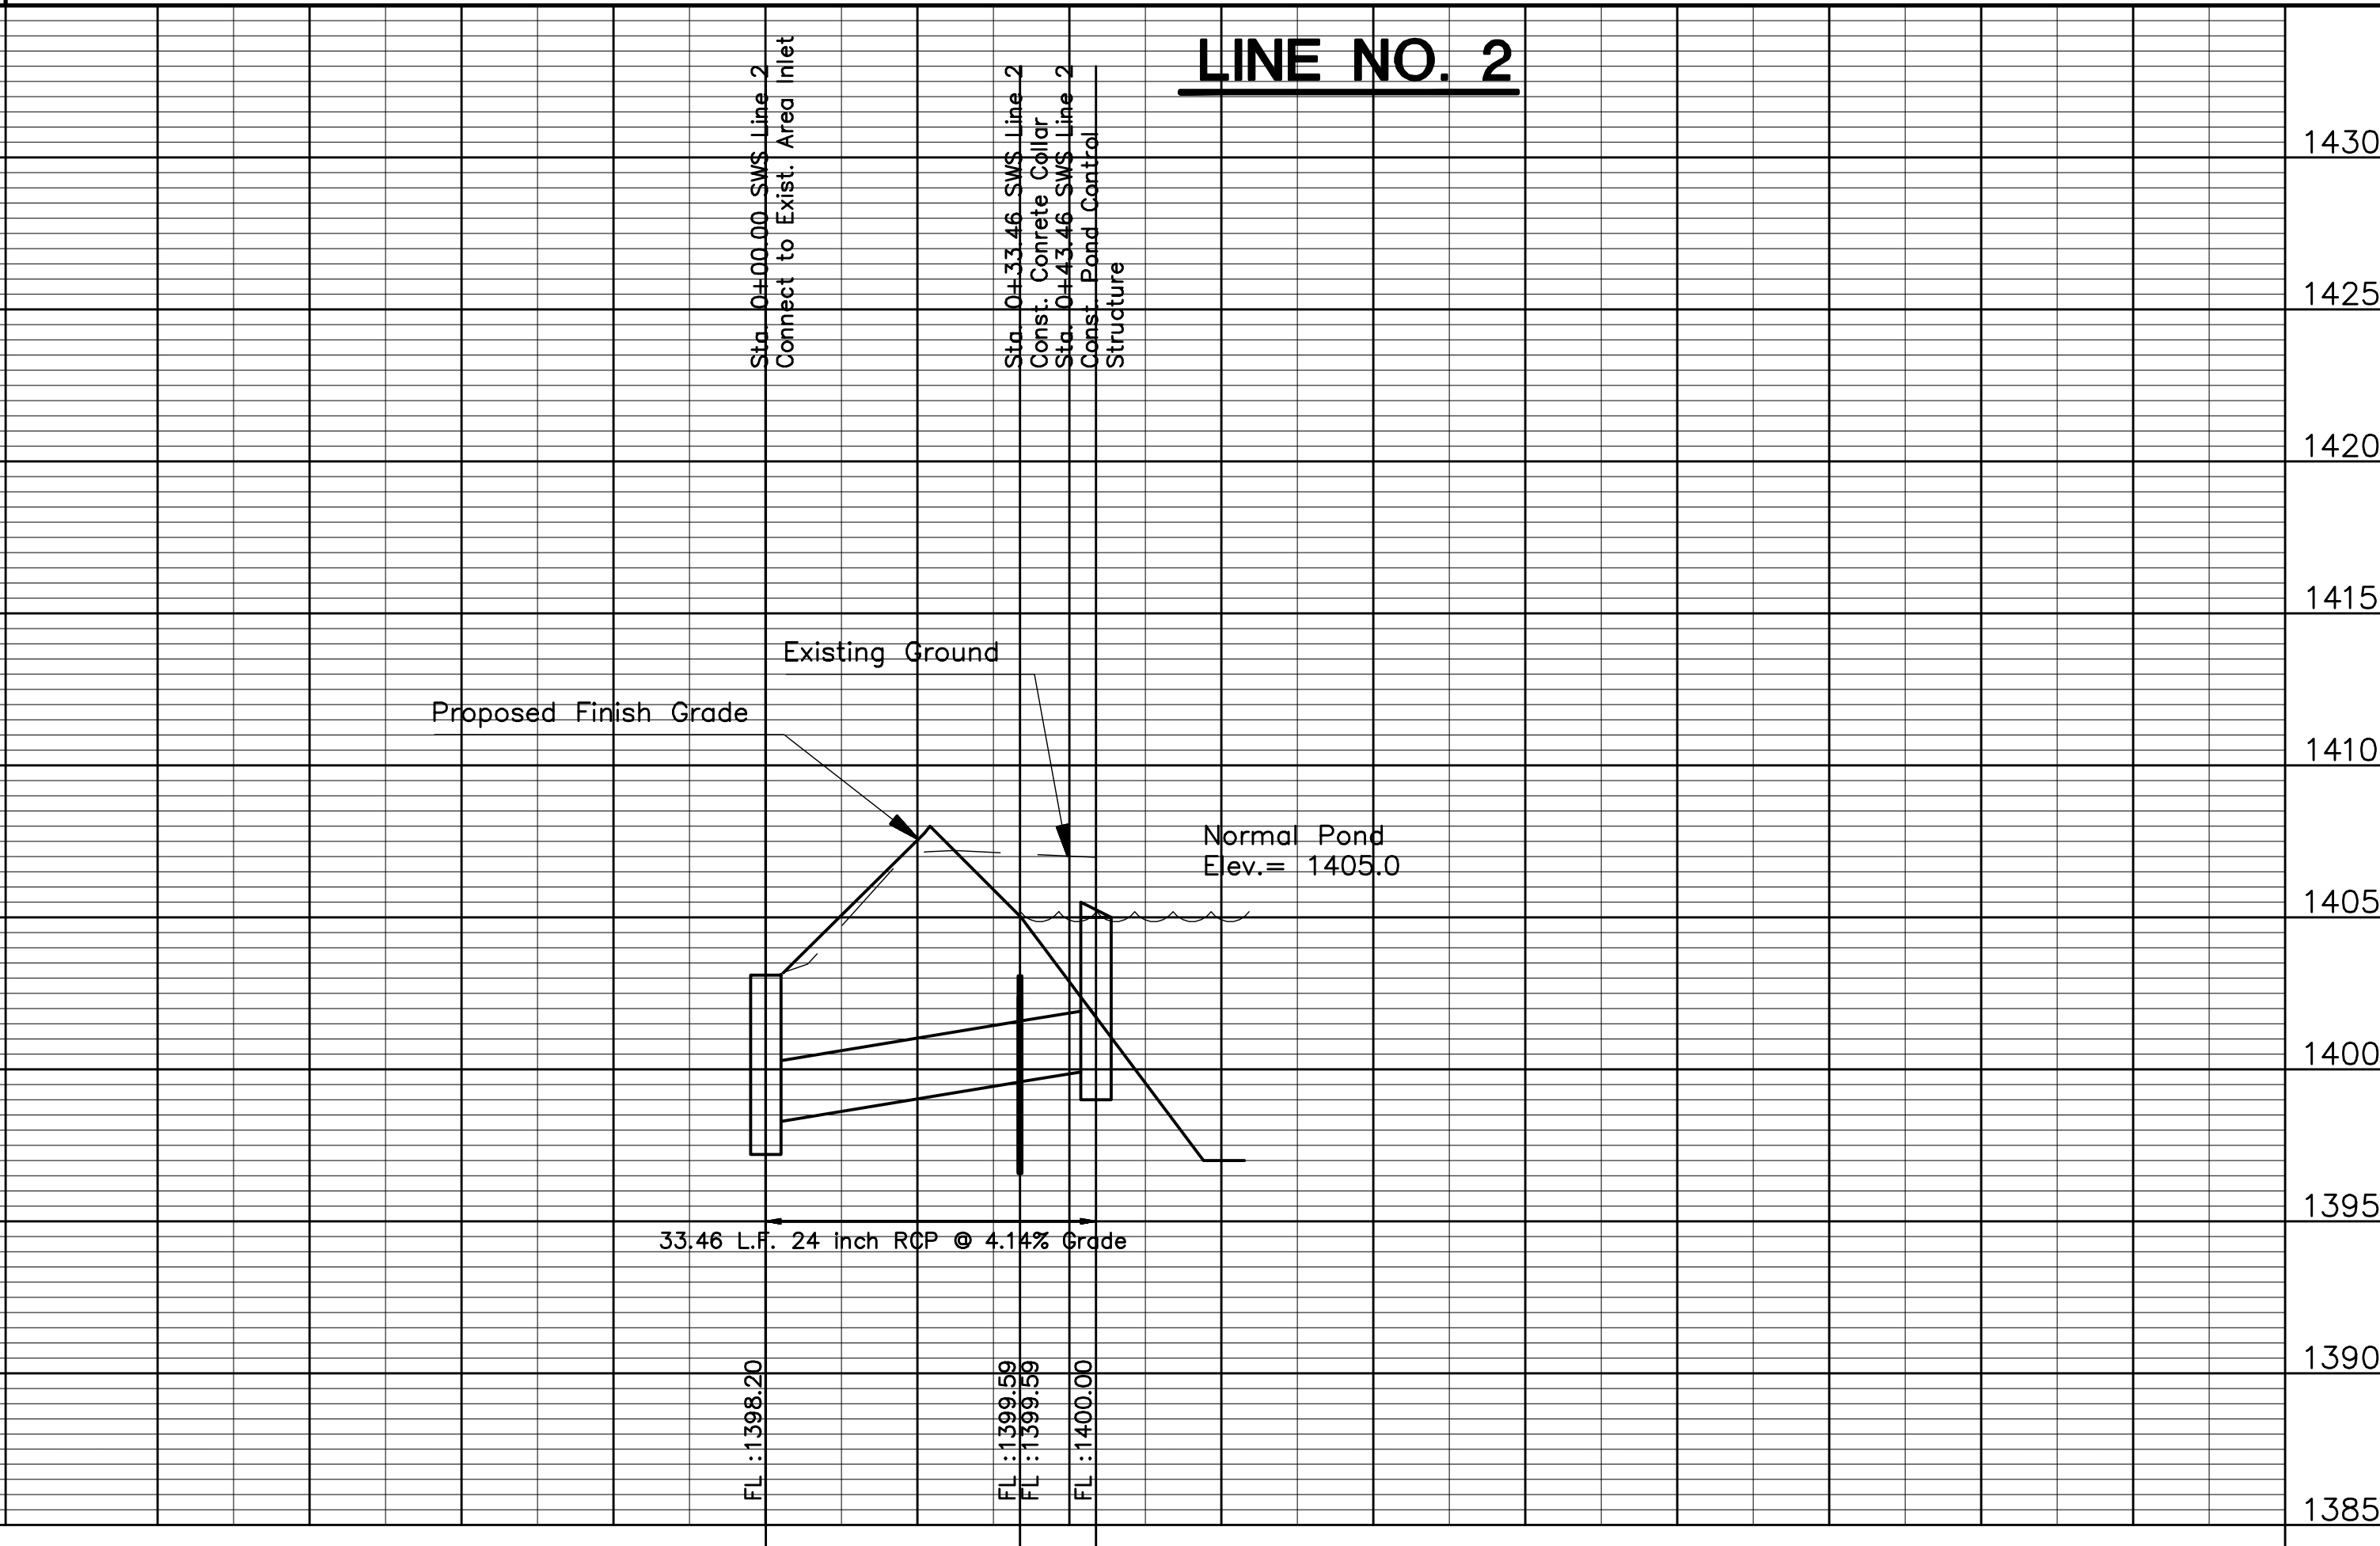 LINE NO. 2
Sta. 0+00.00 SWS Line 2
Connect to Exist. Area Inlet
Sta. 0+33.46 SWS Line 2
Const. Conrete Collar
Sta. 0+43.46 SWS Line 2
Const. Pond Control
Structure
1430
1425
1420
1415
Existing Ground
Proposed Finish Grade
1410
Normal Pond
Elev.= 1405.0
1405
1400
1395
33.46 L.F. 24 inch RCP @ 4.14% Grade
1390
FL :1398.20
FL :1399.59
FL :1399.59
FL :1400.00
1385